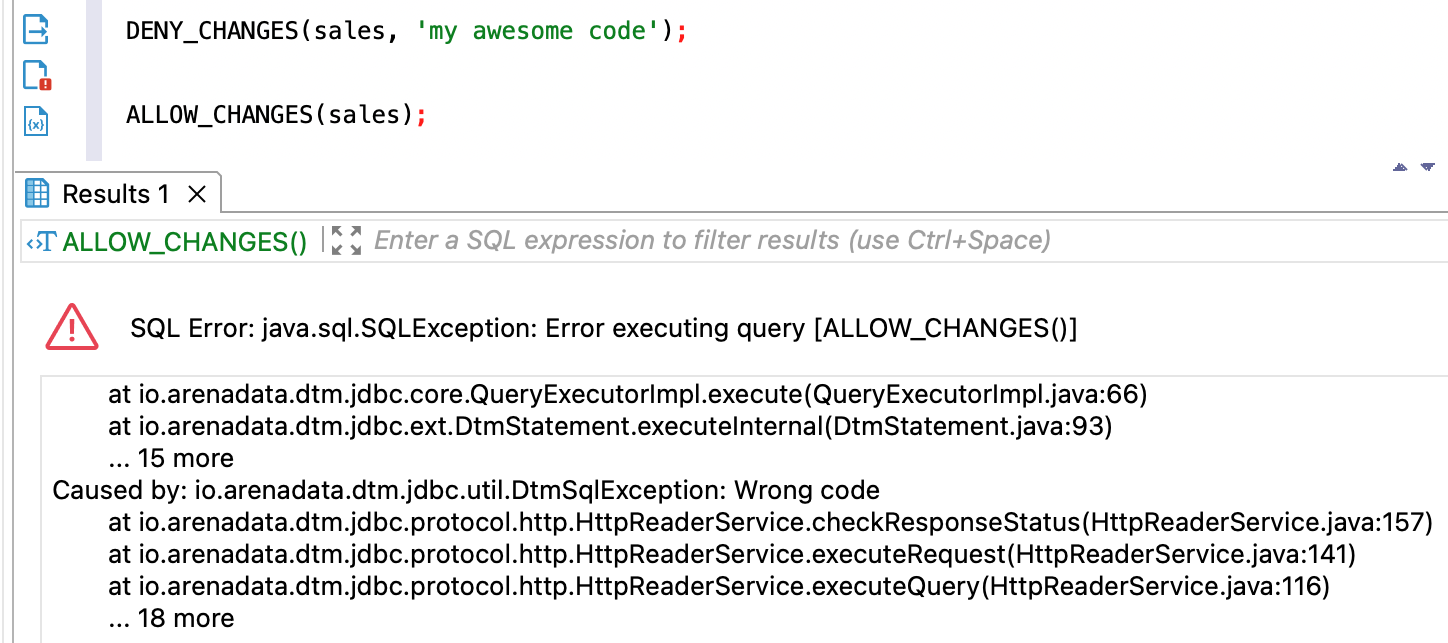 DENY_CHANGES(sales, 'my awesome code');
ALLOW_CHANGES(sales);
Results 1
ALLOW_CHANGES() Enter a SQL expression to filter results (use Ctrl+Space)
SQL Error: java.sql.SQLException: Error executing query [ALLOW_CHANGES()]
at io.arenadata.dtm.jdbc.core.QueryExecutorImpl.execute(QueryExecutorImpl.java:66)
at io.arenadata.dtm.jdbc.ext.DtmStatement.executeInternal(DtmStatement.java:93)
... 15 more
Caused by: io.arenadata.dtm.jdbc.util.DtmSqlException: Wrong code
at io.arenadata.dtm.jdbc.protocol.http.HttpReaderService.checkResponseStatus(HttpReaderService.java:157)
at io.arenadata.dtm.jdbc.protocol.http.HttpReaderService.executeRequest(HttpReaderService.java:141)
at io.arenadata.dtm.jdbc.protocol.http.HttpReaderService.executeQuery(HttpReaderService.java:116)
... 18 more